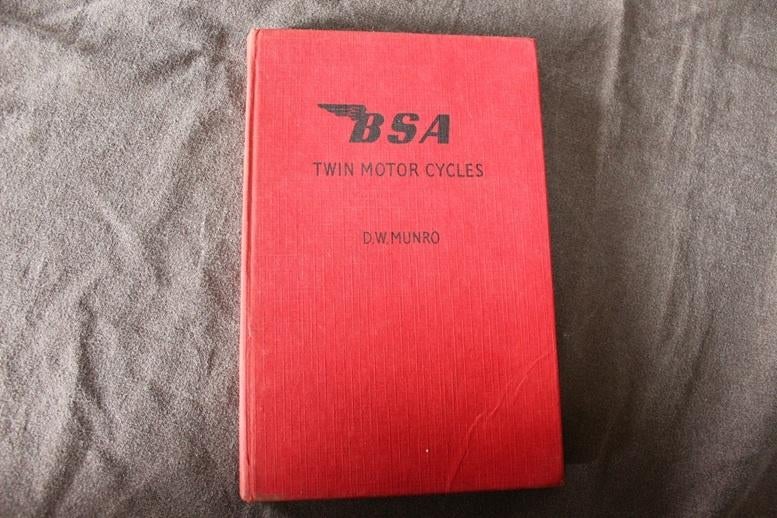 BSA
TWIN MOTOR CYCLES
D.W.MUNRO